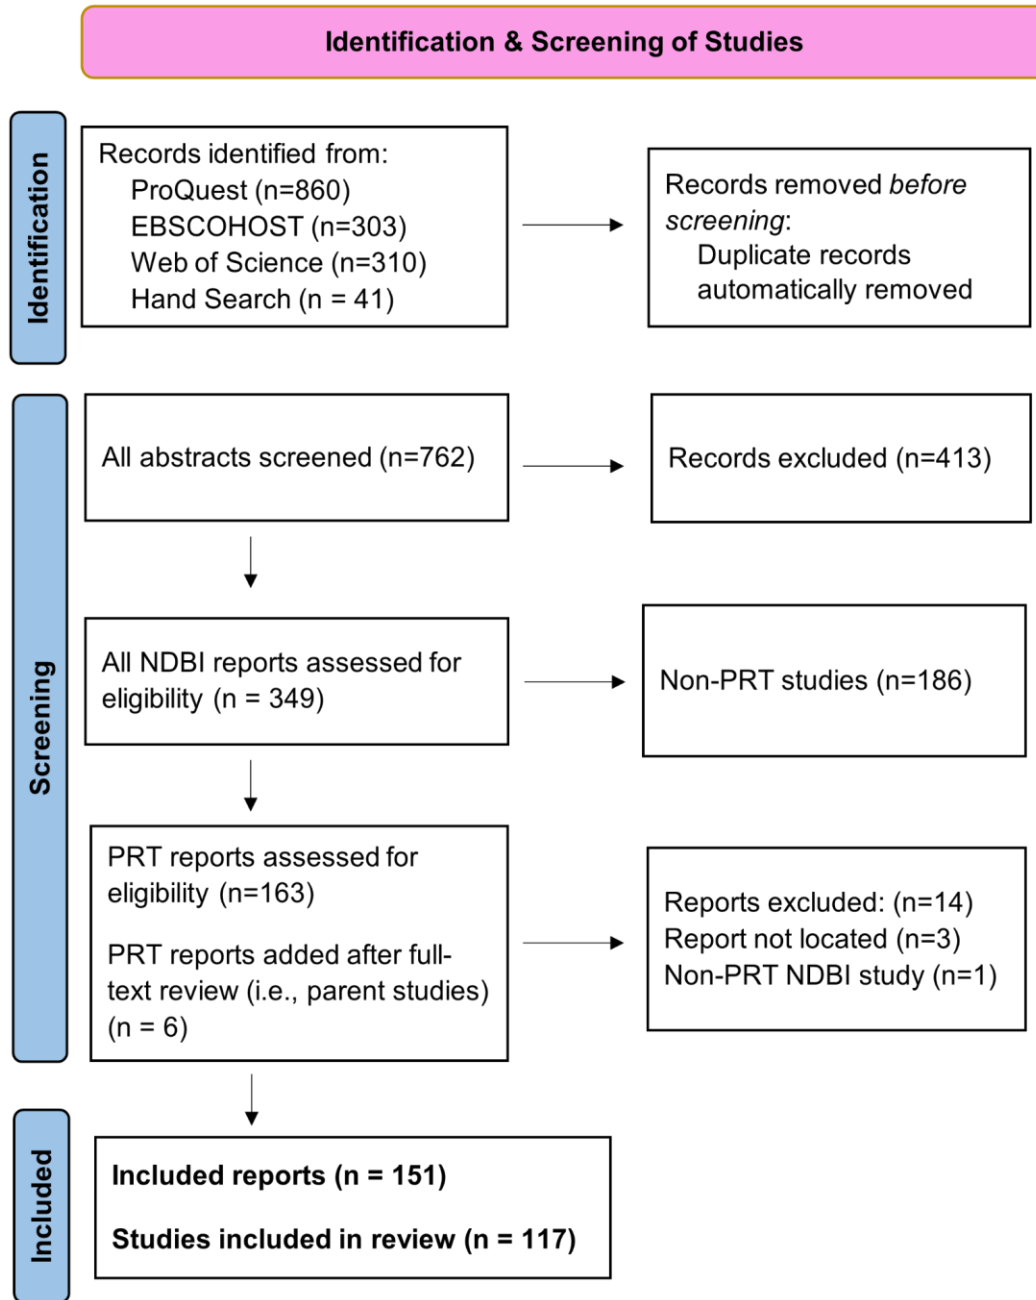 Identification & Screening of Studies
Identification
Records identified from:
ProQuest (n=860)
EBSCOHOST (n=303)
Web of Science (n=310)
Hand Search (n = 41)
Records removed before
screening:
Duplicate records
automatically removed
Screening
All abstracts screened (n=762)
Records excluded (n=413)
All NDBI reports assessed for
eligibility (n = 349)
Non-PRT studies (n=186)
PRT reports assessed for
eligibility (n=163)
PRT reports added after full-
text review (i.e., parent studies)
(n = 6)
Reports excluded: (n=14)
Report not located (n=3)
Non-PRT NDBI study (n=1)
Included
Included reports (n = 151)
Studies included in review (n = 117)